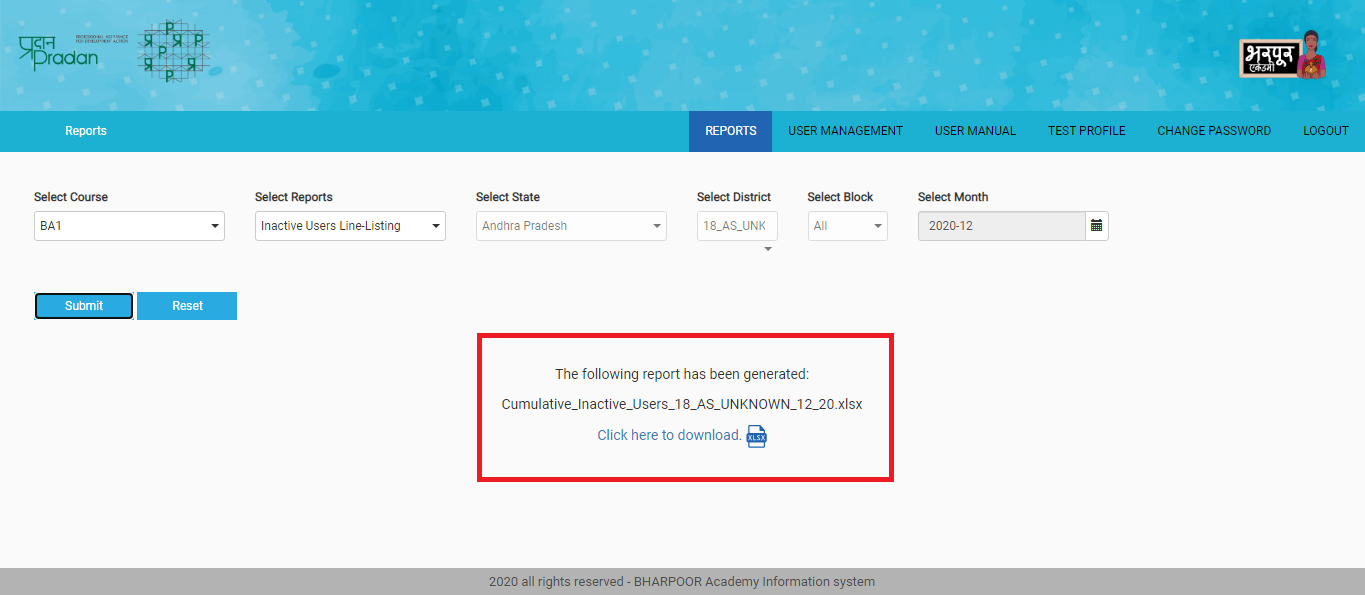 प्रदान
Pradan
PROFESSIONAL ASSISTANCE
FOR DEVELOPMENT ACTION
भरपूर
एकेडमी
Reports
REPORTS
USER MANAGEMENT
USER MANUAL
TEST PROFILE
CHANGE PASSWORD
LOGOUT
Select Course
Select Reports
Select State
Select District
Select Block
Select Month
BA1
Inactive Users Line-Listing
Andhra Pradesh
18_AS_UNK
All
2020-12
Submit
Reset
The following report has been generated:
Cumulative_Inactive_Users_18_AS_UNKNOWN_12_20.xlsx
Click here to download.
XLSX
2020 all rights reserved - BHARPOOR Academy Information system